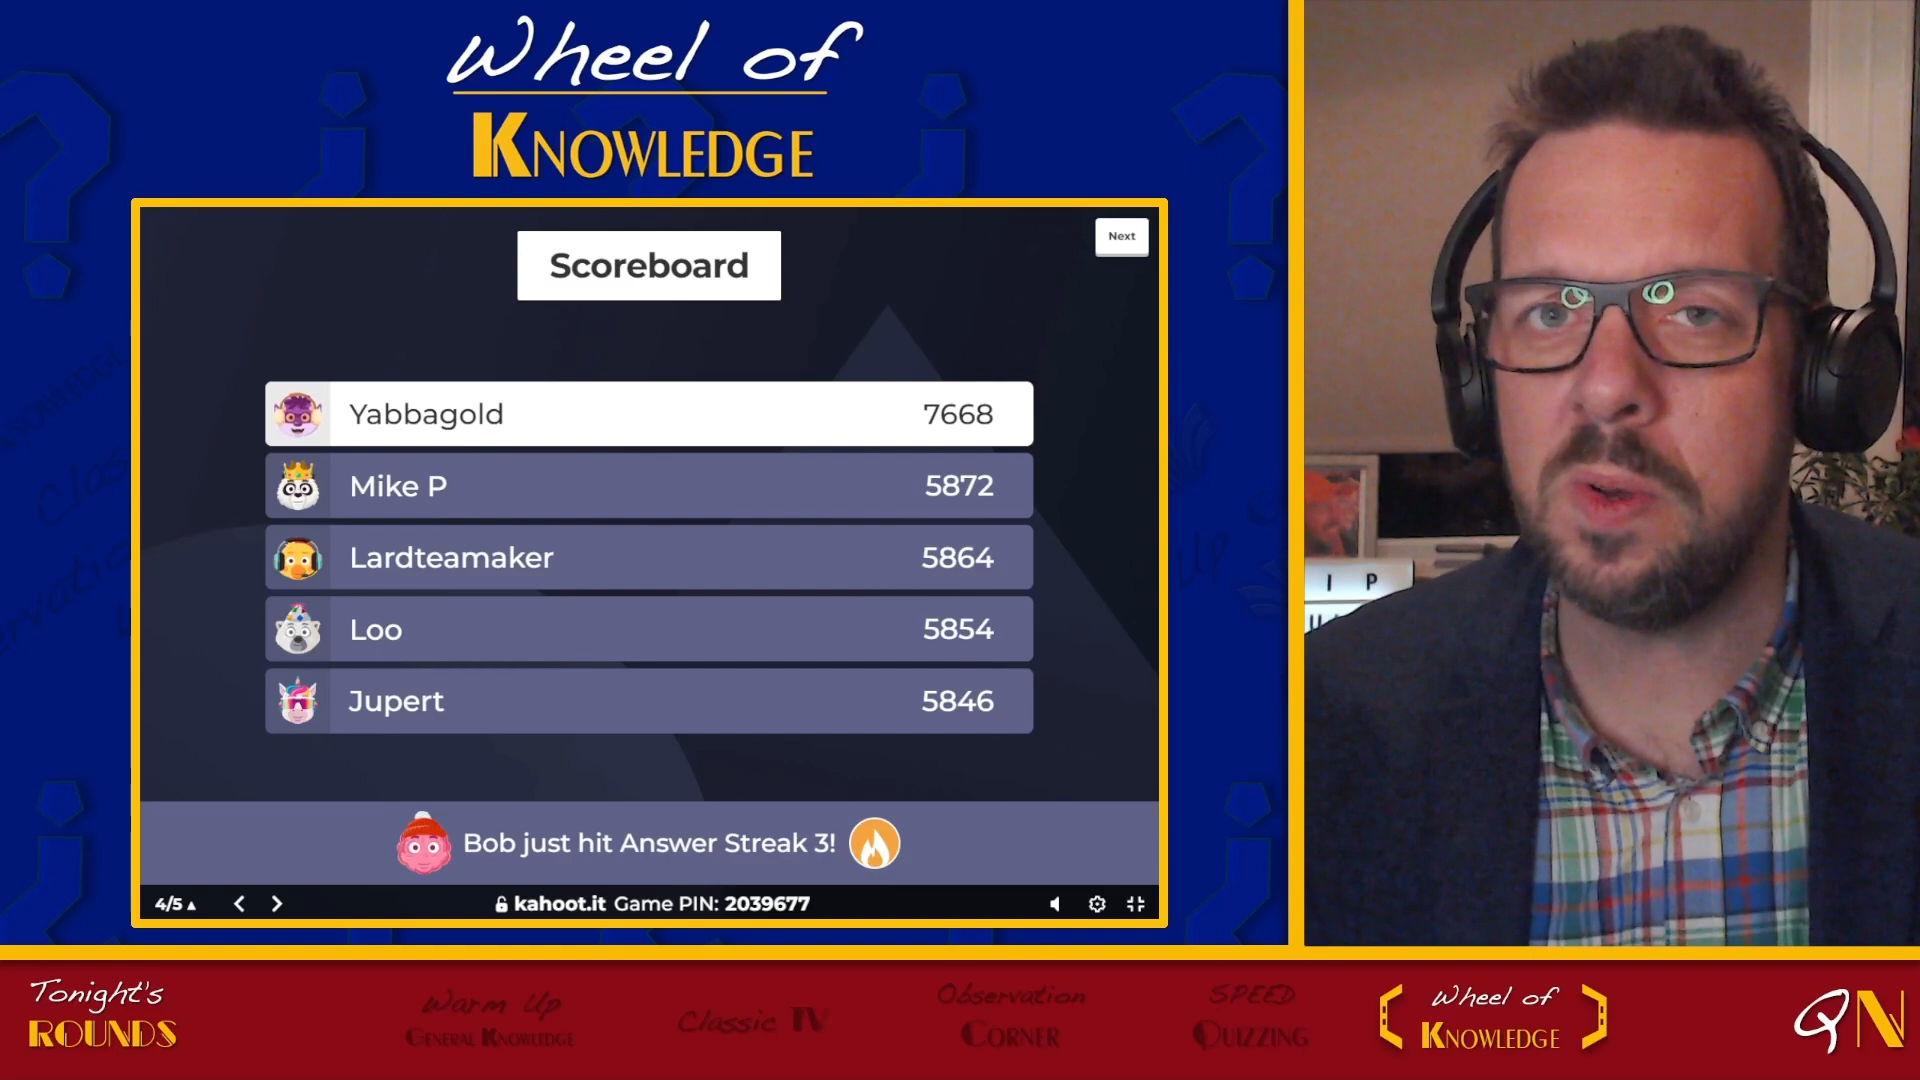 Wheel of
KNOWLEDGE
Scoreboard
Next
Yabbagold 7668
Mike P 5872
Lardteamaker 5864
Loo 5854
Jupert 5846
Bob just hit Answer Streak 3!
4/5 kahoot.it Game PIN: 2039677
I P
Tonight's
ROUNDS
Warm Up
GENERAL KNOWLEDGE
Classic TV
Observation
CORNER
SPEED
QUIZZING
Wheel of
KNOWLEDGE
QN